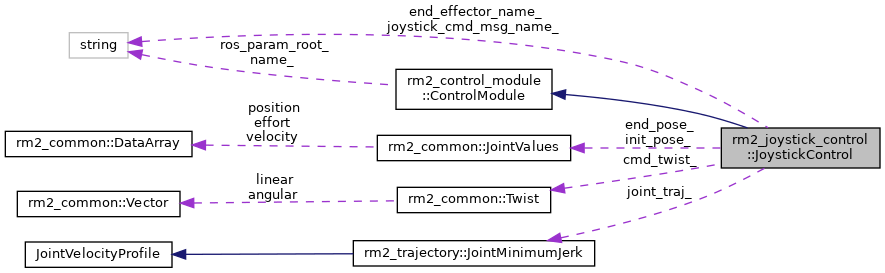 end_effector_name_
joystick_cmd_msg_name_
string
ros_param_root_
name_
rm2_control_module
::ControlModule
position
effort
velocity
end_pose_
init_pose_
rm2_joystick_control
::JoystickControl
rm2_common::DataArray
rm2_common::JointValues
cmd_twist_
linear
angular
joint_traj_
rm2_common::Vector
rm2_common::Twist
JointVelocityProfile
rm2_trajectory::JointMinimumJerk